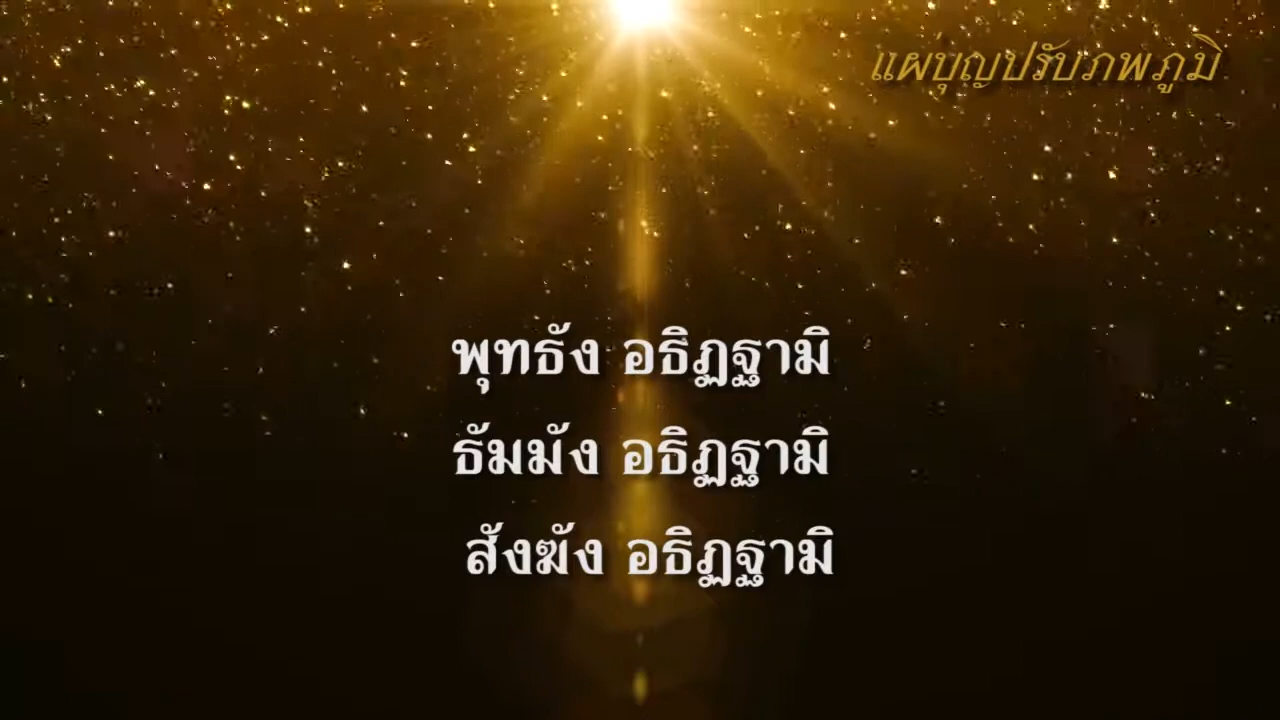 แผ่บุญปรับภพภูมิ
พุทธัง อธิฏฐามิ
ธัมมัง อธิฏฐามิ
สังฆัง อธิฏฐามิ